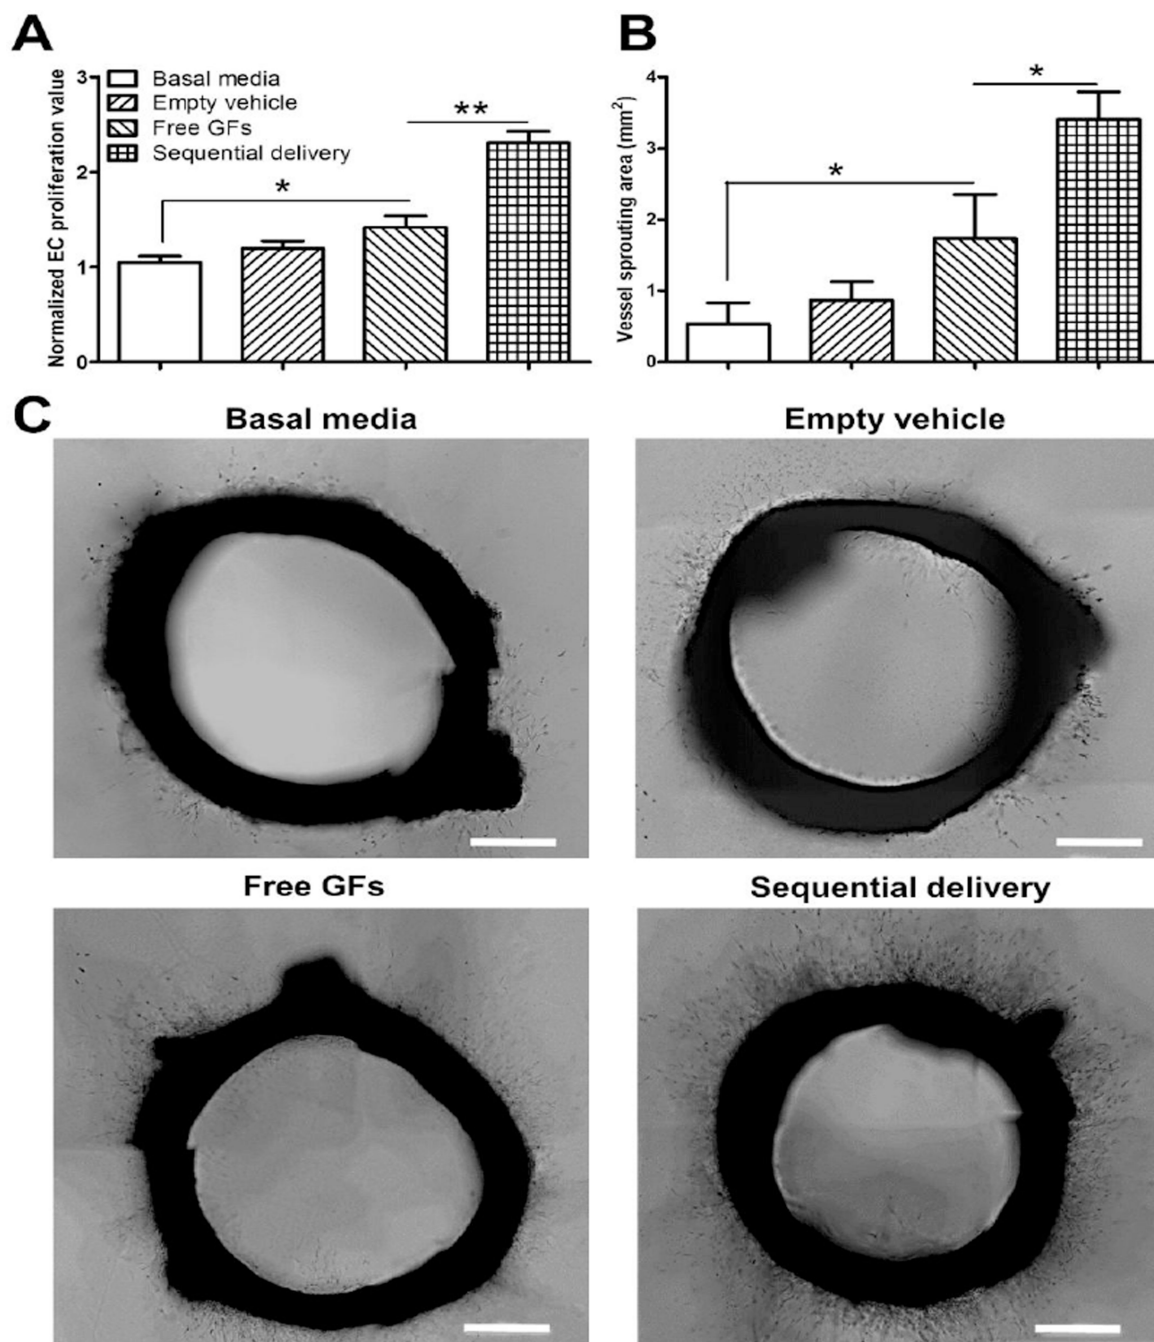 A
B
Normalized EC proliferation value
3
2
1
0
Basal media
Empty vehicle
Free GFs
Sequential delivery
*
**
Vessel sprouting area (mm²)
4
3
2
1
0
*
*
C
Basal media
Empty vehicle
Free GFs
Sequential delivery